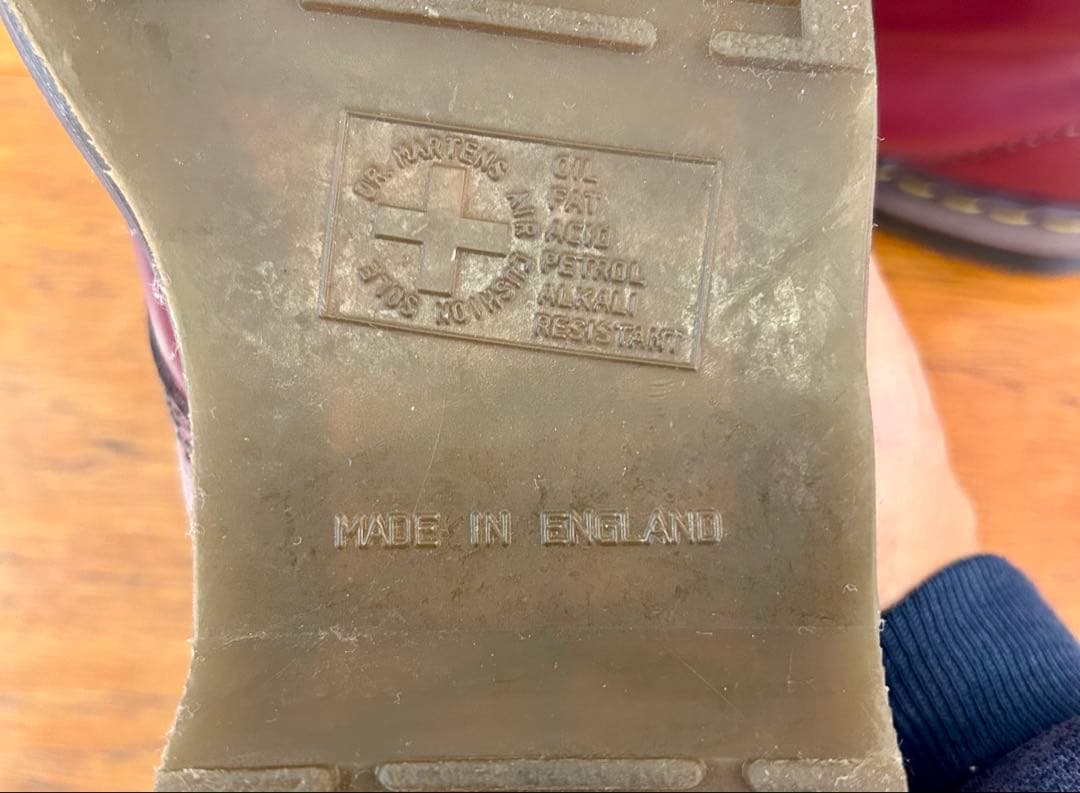 DR. MARTENS AIR CUSHION SOLE
OIL
FAT
ACID
PETROL
ALKALI
RESISTANT
MADE IN ENGLAND